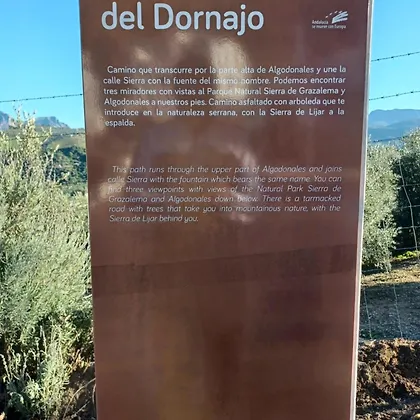 del Dornajo
Andalucía
se mueve con Europa
Camino que transcurre por la parte alta de Algodonales y une la
calle Sierra con la fuente del mismo nombre. Podemos encontrar
tres miradores con vistas al Parque Natural Sierra de Grazalema y
Algodonales a nuestros pies. Camino asfaltado con arboleda que te
introduce en la naturaleza serrana, con la Sierra de Líjar a la
espalda.
This path runs through the upper part of Algodonales and joins
calle Sierra with the fountain which bears the same name. You can
find three viewpoints with views of the Natural Park Sierra de
Grazalema and Algodonales down below. There is a tarmacked
road with trees that take you into mountainous nature, with the
Sierra de Líjar behind you.